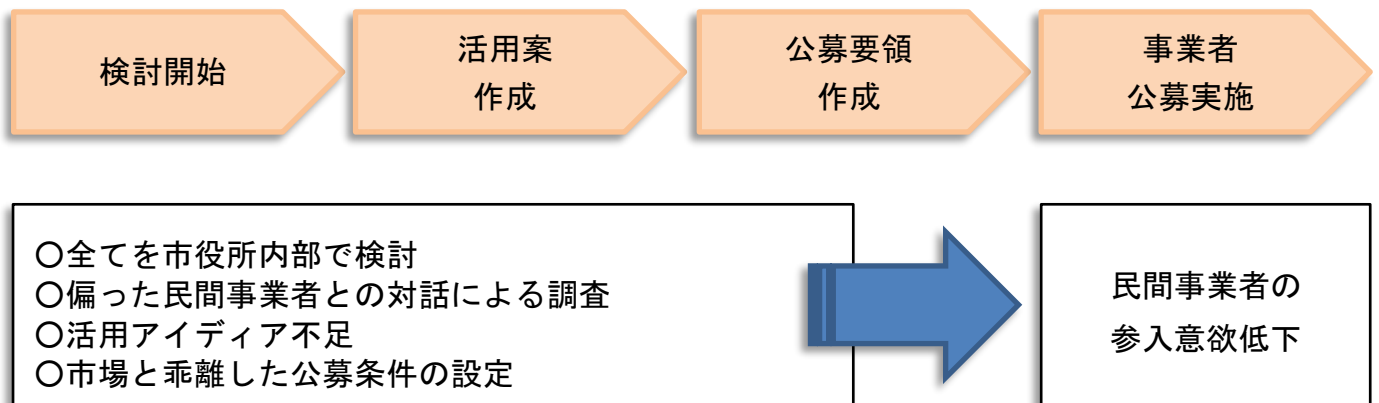 検討開始
活用案
作成
公募要領
作成
事業者
公募実施
○全てを市役所内部で検討
○偏った民間事業者との対話による調査
○活用アイディア不足
○市場と乖離した公募条件の設定
民間事業者の
参入意欲低下